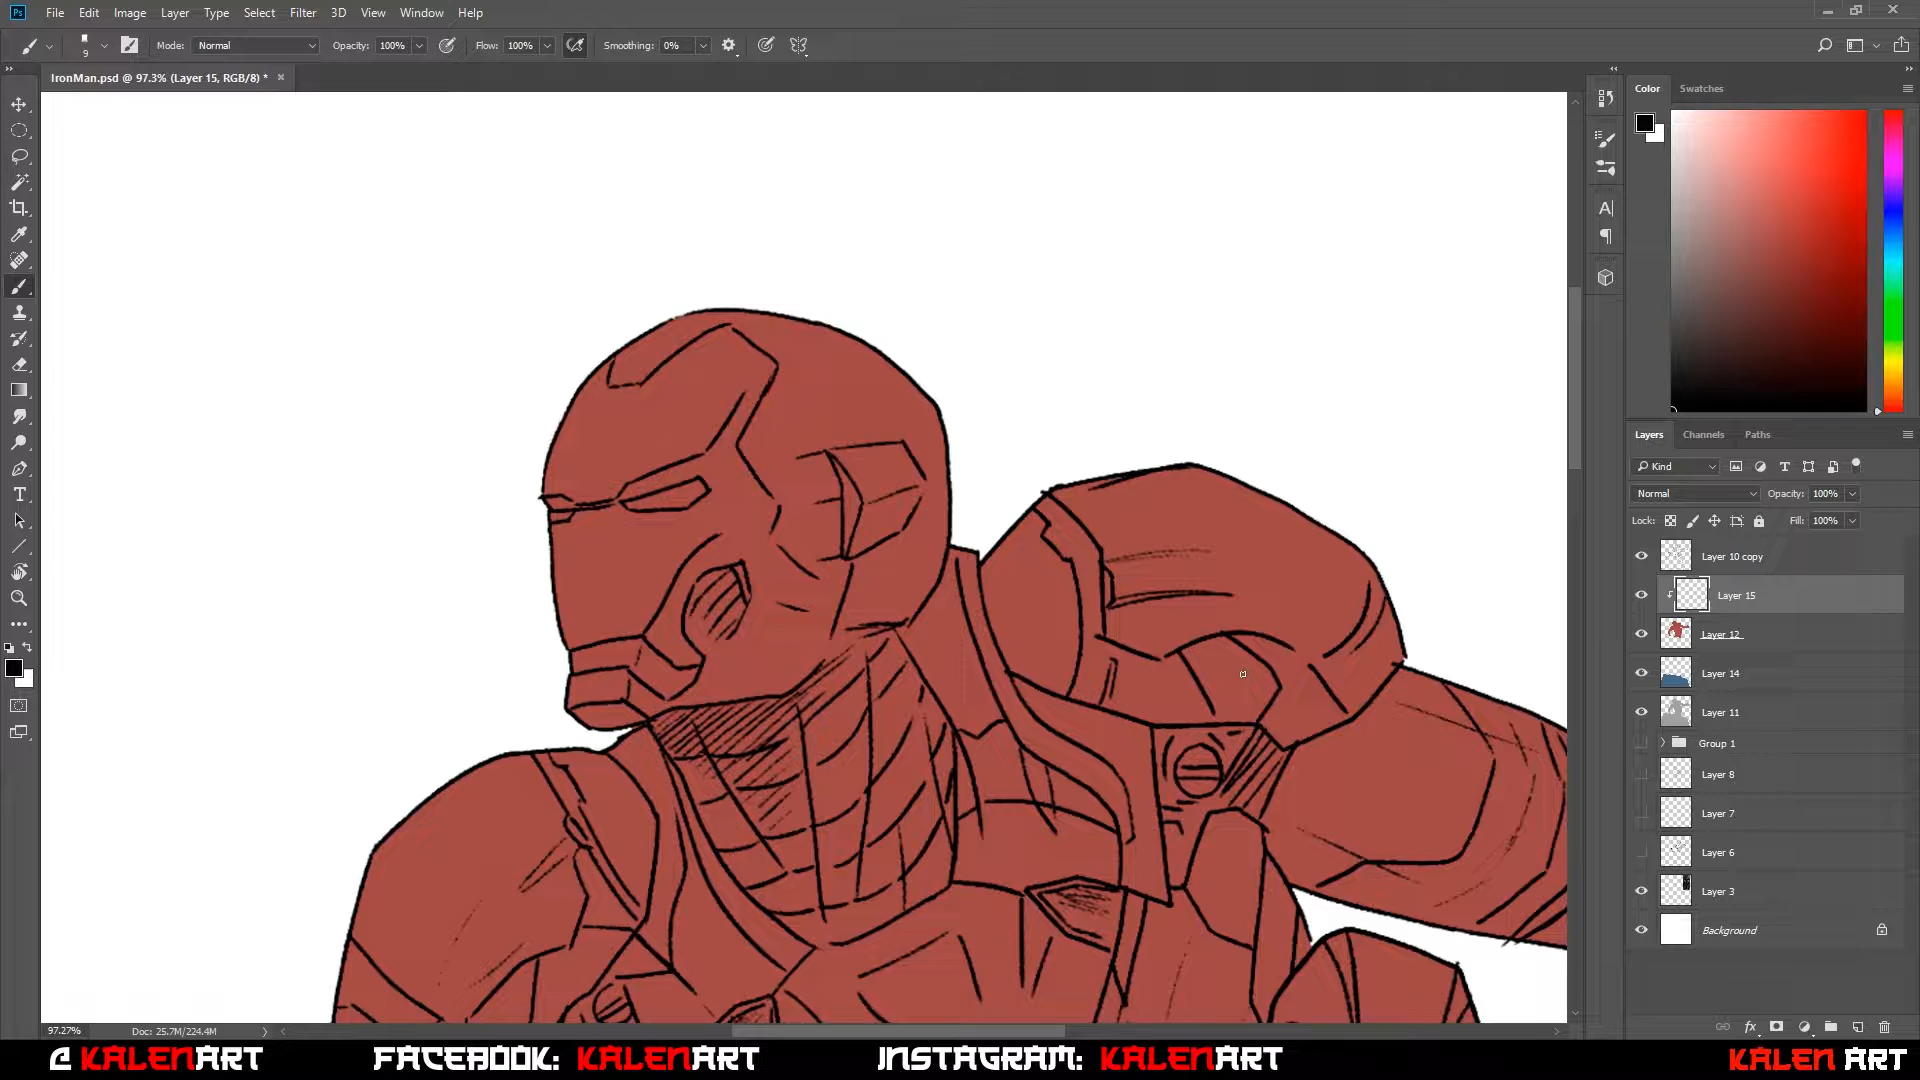 Ps File Edit Image Layer Type Select Filter 3D View Window Help
9 Mode: Normal Opacity: 100% Flow: 100% Smoothing: 0%
IronMan.psd @ 97.3% (Layer 15, RGB/8) *
Color Swatches
Layers Channels Paths
Kind
Normal Opacity: 100%
Lock: Fill: 100%
Layer 10 copy
Layer 15
Layer 12
Layer 14
Layer 11
Group 1
Layer 8
Layer 7
Layer 6
Layer 3
Background
97.27% Doc: 25.7M/224.4M
@ KALENART FACEBOOK: KALENART INSTAGRAM: KALENART KALEN ART